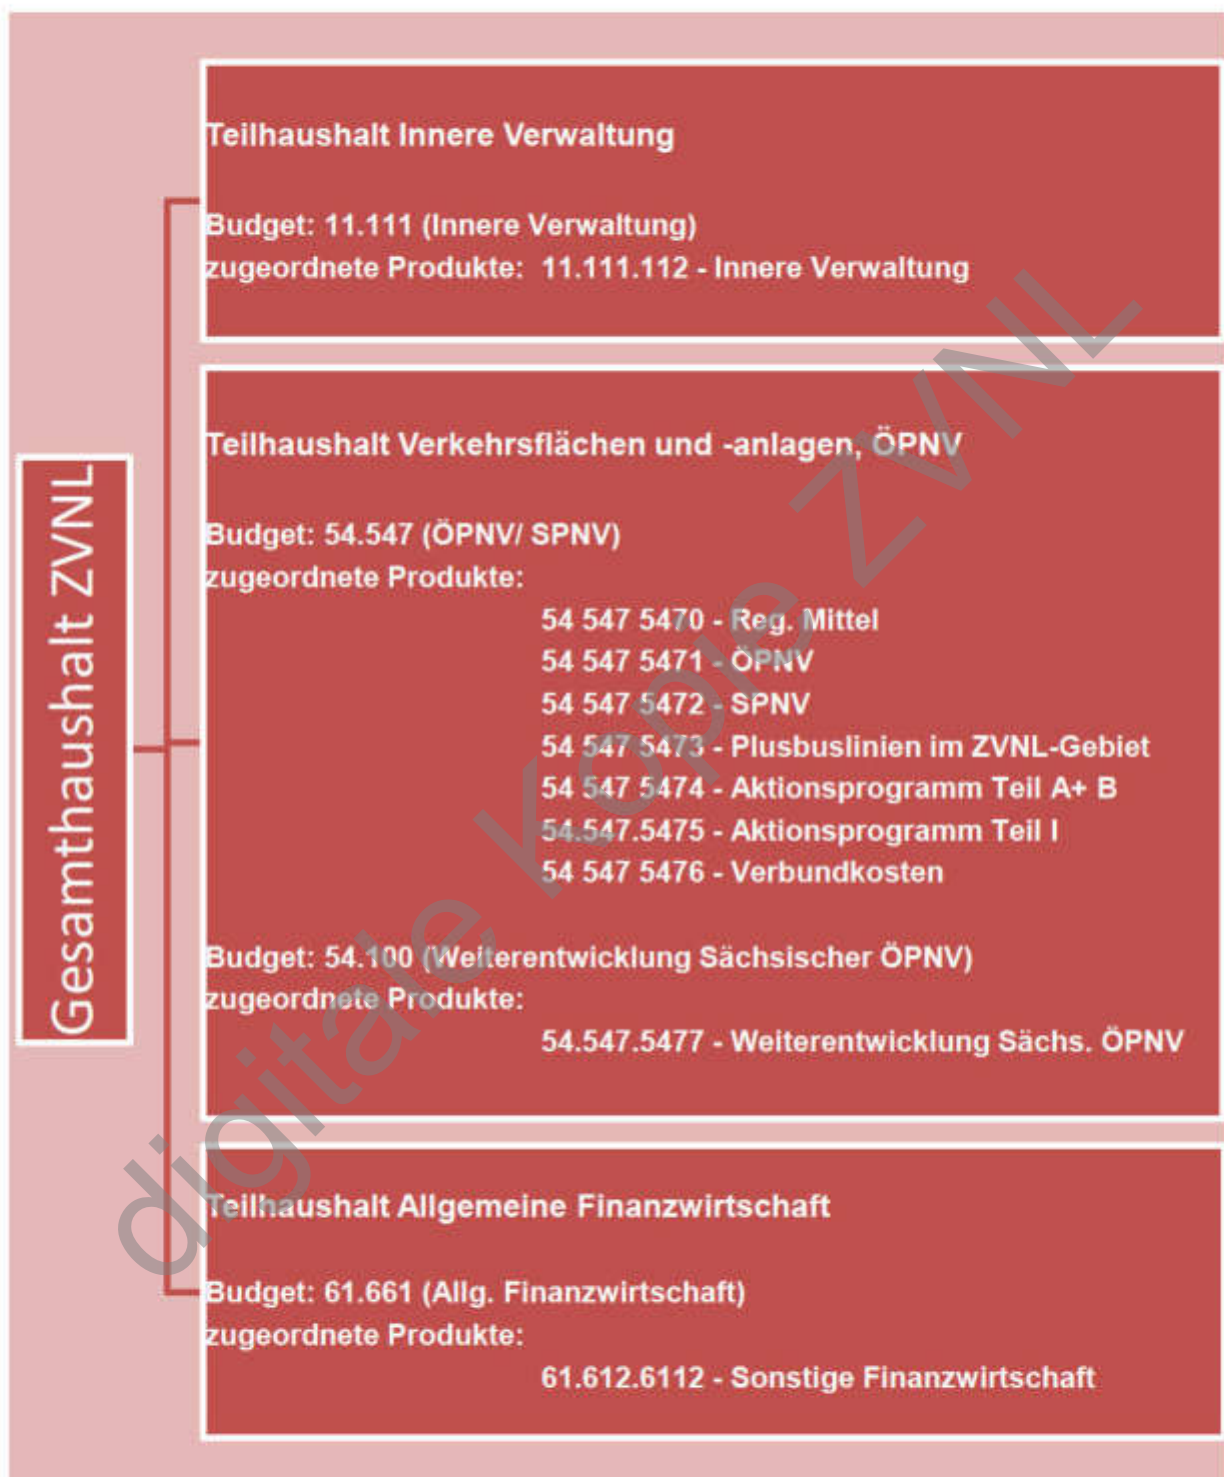 Gesamthaushalt ZVNL
Teilhaushalt Innere Verwaltung
Budget: 11.111 (Innere Verwaltung)
zugeordnete Produkte: 11.111.112 - Innere Verwaltung
Teilhaushalt Verkehrsflächen und -anlagen, ÖPNV
Budget: 54.547 (ÖPNV/ SPNV)
zugeordnete Produkte:
54 547 5470 - Reg. Mittel
54 547 5471 - ÖPNV
54 547 5472 - SPNV
54 547 5473 - Plusbuslinien im ZVNL-Gebiet
54 547 5474 - Aktionsprogramm Teil A+ B
54.547.5475 - Aktionsprogramm Teil I
54 547 5476 - Verbundkosten
Budget: 54.100 (Weiterentwicklung Sächsischer ÖPNV)
zugeordnete Produkte:
54.547.5477 - Weiterentwicklung Sächs. ÖPNV
Teilhaushalt Allgemeine Finanzwirtschaft
Budget: 61.661 (Allg. Finanzwirtschaft)
zugeordnete Produkte:
61.612.6112 - Sonstige Finanzwirtschaft
digitale Kopie ZVNL